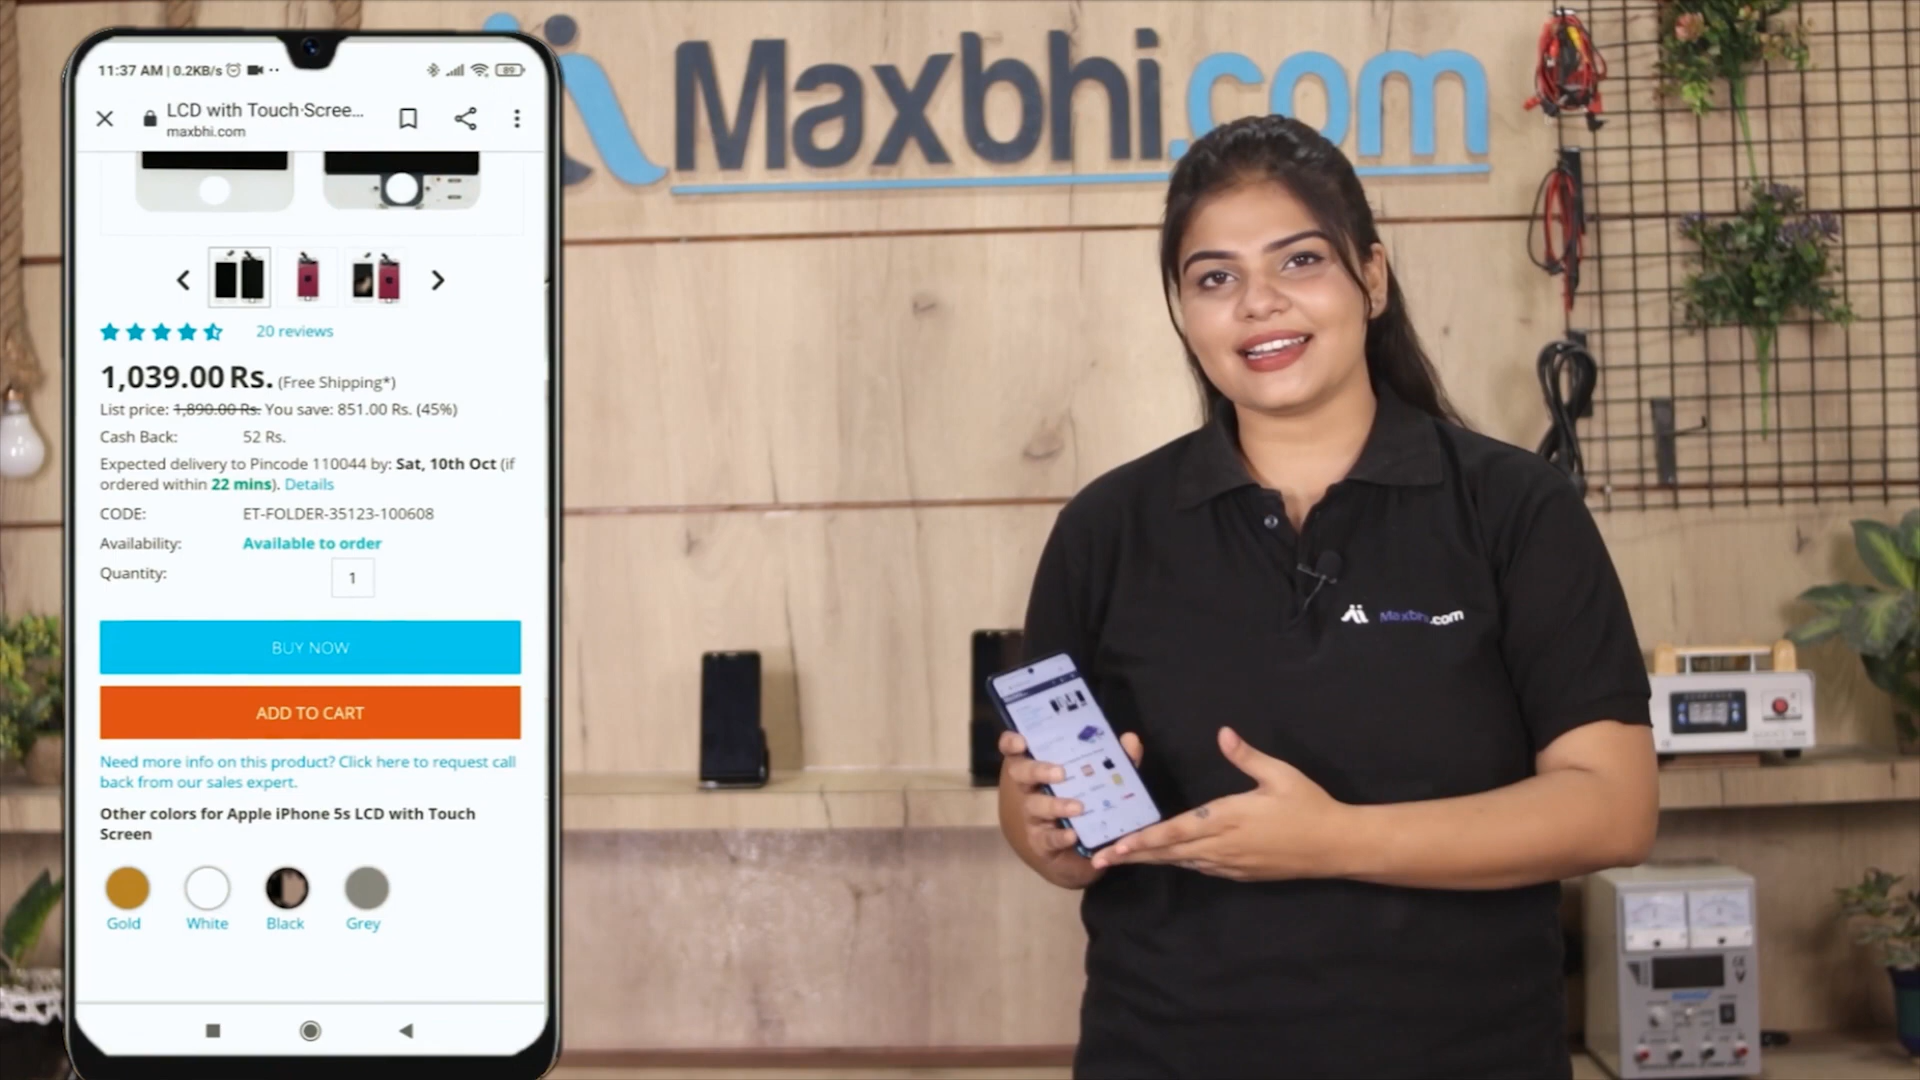 11:37 AM | 0.2KB/s
89
LCD with Touch Scree...
maxbhi.com
20 reviews
1,039.00 Rs. (Free Shipping*)
List price: 1,890.00 Rs. You save: 851.00 Rs. (45%)
Cash Back: 52 Rs.
Expected delivery to Pincode 110044 by: Sat, 10th Oct (if
ordered within 22 mins). Details
CODE: ET-FOLDER-35123-100608
Availability: Available to order
Quantity: 1
BUY NOW
ADD TO CART
Need more info on this product? Click here to request call
back from our sales expert.
Other colors for Apple iPhone 5s LCD with Touch
Screen
Gold White Black Grey
Maxbhi.com
Maxbhi.com